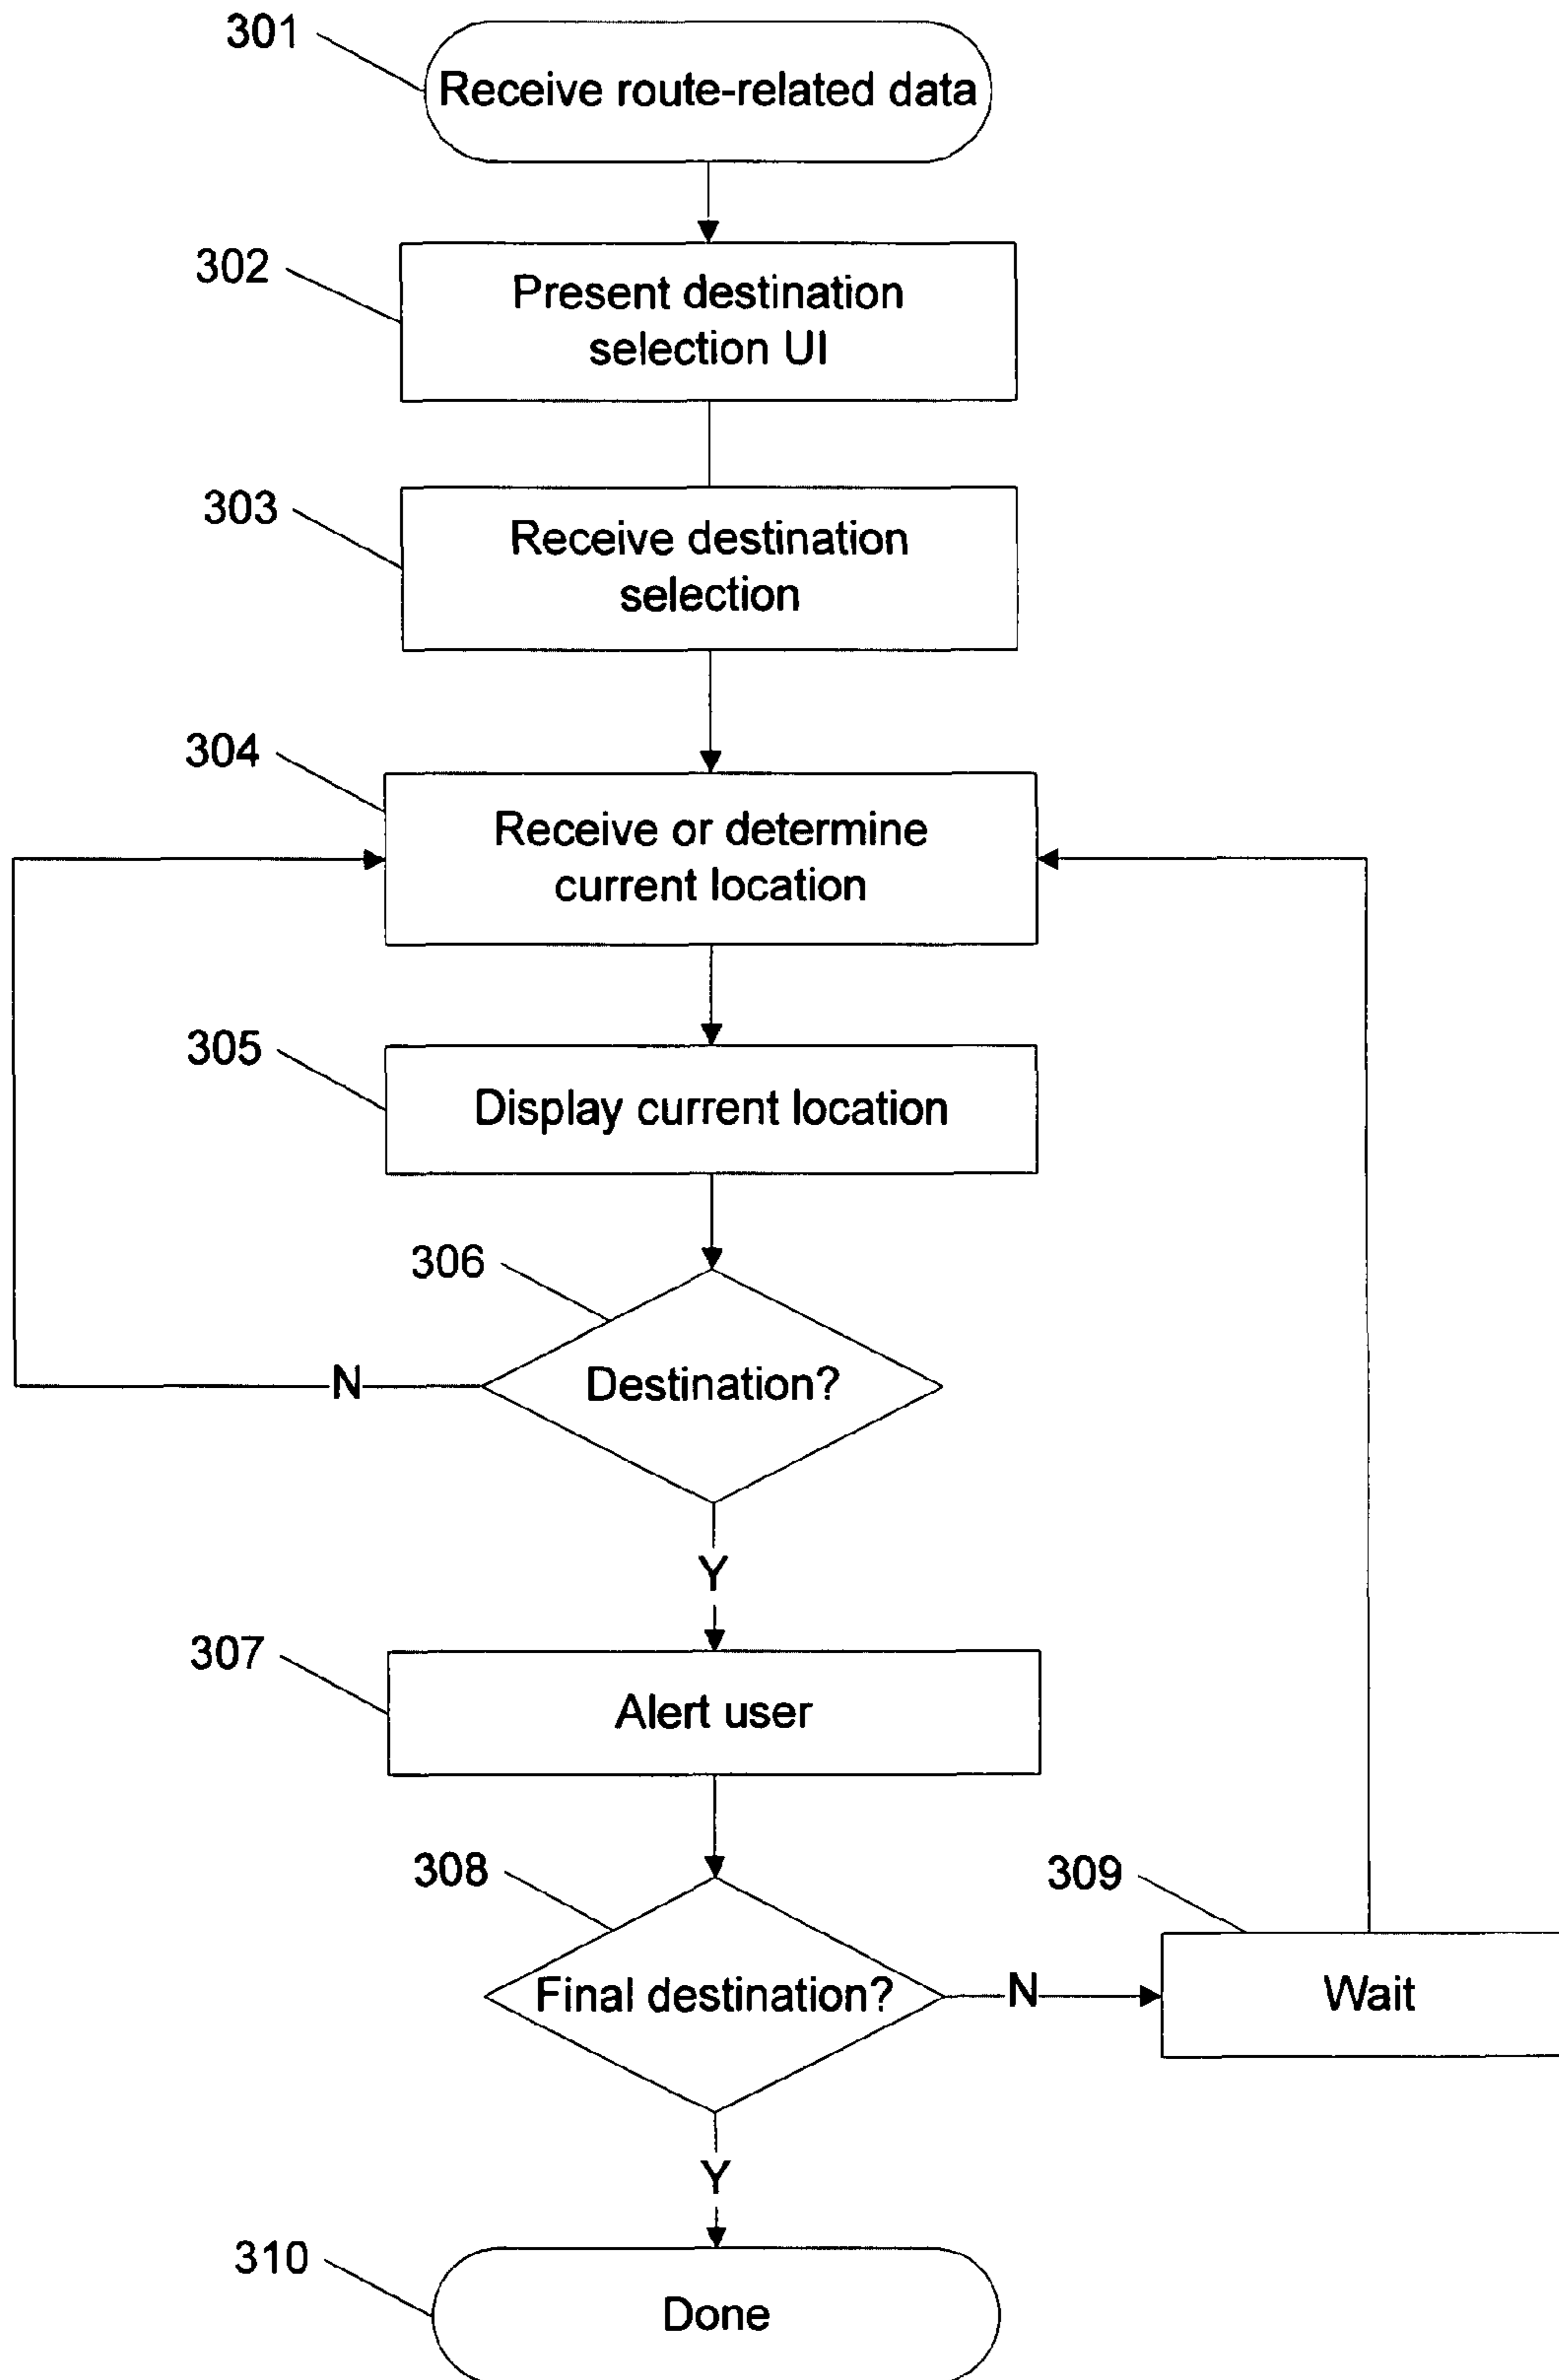 301
Receive route-related data
302
Present destination
selection UI
303
Receive destination
selection
304
Receive or determine
current location
305
Display current location
306
Destination?
N
Y
307
Alert user
308
309
Final destination?
N
Wait
Y
310
Done